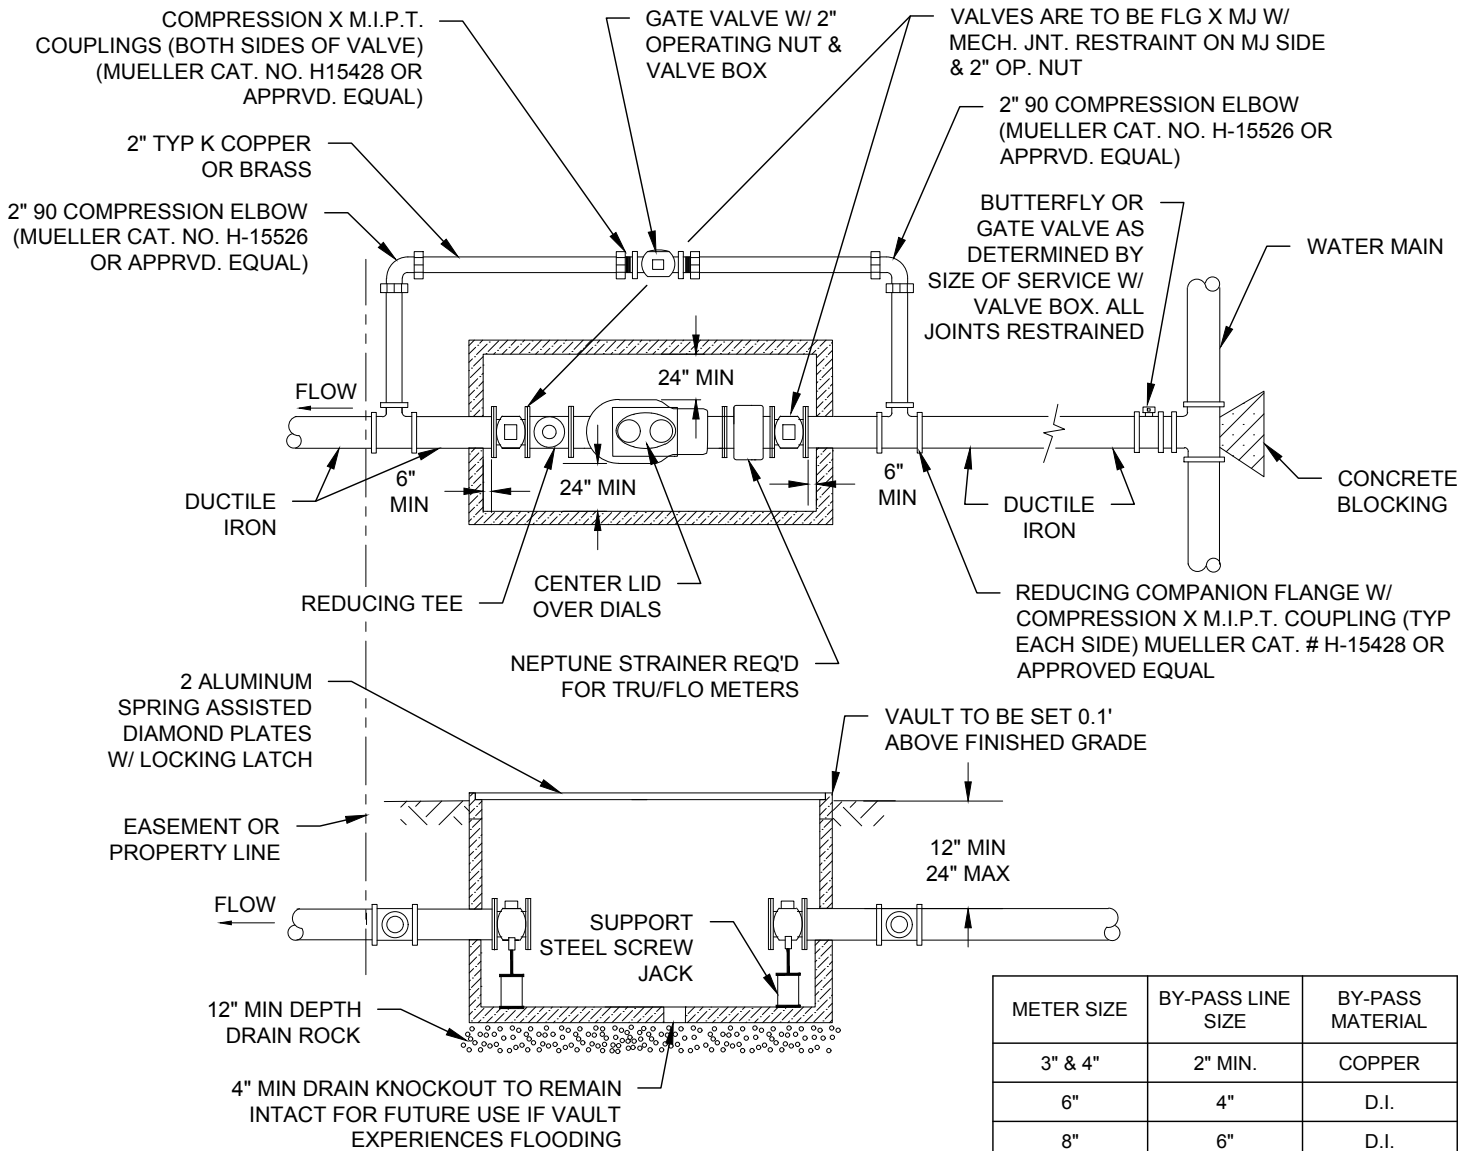 COMPRESSION X M.I.P.T.
COUPLINGS (BOTH SIDES OF VALVE)
(MUELLER CAT. NO. H15428 OR
APPRVD. EQUAL)
GATE VALVE W/ 2"
OPERATING NUT &
VALVE BOX
VALVES ARE TO BE FLG X MJ W/
MECH. JNT. RESTRAINT ON MJ SIDE
& 2" OP. NUT
2" TYP K COPPER
OR BRASS
2" 90 COMPRESSION ELBOW
(MUELLER CAT. NO. H-15526 OR
APPRVD. EQUAL)
2" 90 COMPRESSION ELBOW
(MUELLER CAT. NO. H-15526
OR APPRVD. EQUAL)
BUTTERFLY OR
GATE VALVE AS
DETERMINED BY
SIZE OF SERVICE W/
VALVE BOX. ALL
JOINTS RESTRAINED
WATER MAIN
FLOW
24" MIN
6"
MIN
24" MIN
6"
MIN
DUCTILE
IRON
DUCTILE
IRON
CONCRETE
BLOCKING
REDUCING TEE
CENTER LID
OVER DIALS
NEPTUNE STRAINER REQ'D
FOR TRU/FLO METERS
REDUCING COMPANION FLANGE W/
COMPRESSION X M.I.P.T. COUPLING (TYP
EACH SIDE) MUELLER CAT. # H-15428 OR
APPROVED EQUAL
2 ALUMINUM
SPRING ASSISTED
DIAMOND PLATES
W/ LOCKING LATCH
VAULT TO BE SET 0.1'
ABOVE FINISHED GRADE
EASEMENT OR
PROPERTY LINE
12" MIN
24" MAX
FLOW
SUPPORT
STEEL SCREW
JACK
12" MIN DEPTH
DRAIN ROCK
4" MIN DRAIN KNOCKOUT TO REMAIN
INTACT FOR FUTURE USE IF VAULT
EXPERIENCES FLOODING
METER SIZE
BY-PASS LINE
SIZE
BY-PASS
MATERIAL
3" & 4"
2" MIN.
COPPER
6"
4"
D.I.
8"
6"
D.I.